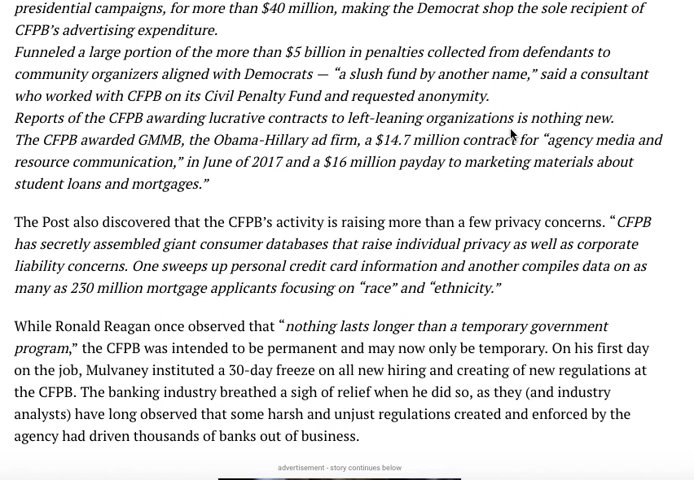 presidential campaigns, for more than $40 million, making the Democrat shop the sole recipient of
CFPB’s advertising expenditure.
Funneled a large portion of the more than $5 billion in penalties collected from defendants to
community organizers aligned with Democrats — “a slush fund by another name,” said a consultant
who worked with CFPB on its Civil Penalty Fund and requested anonymity.
Reports of the CFPB awarding lucrative contracts to left-leaning organizations is nothing new.
The CFPB awarded GMMB, the Obama-Hillary ad firm, a $14.7 million contract for “agency media and
resource communication,” in June of 2017 and a $16 million payday to marketing materials about
student loans and mortgages.”
The Post also discovered that the CFPB’s activity is raising more than a few privacy concerns. “CFPB
has secretly assembled giant consumer databases that raise individual privacy as well as corporate
liability concerns. One sweeps up personal credit card information and another compiles data on as
many as 230 million mortgage applicants focusing on “race” and “ethnicity.”
While Ronald Reagan once observed that “nothing lasts longer than a temporary government
program,” the CFPB was intended to be permanent and may now only be temporary. On his first day
on the job, Mulvaney instituted a 30-day freeze on all new hiring and creating of new regulations at
the CFPB. The banking industry breathed a sigh of relief when he did so, as they (and industry
analysts) have long observed that some harsh and unjust regulations created and enforced by the
agency had driven thousands of banks out of business.
advertisement - story continues below